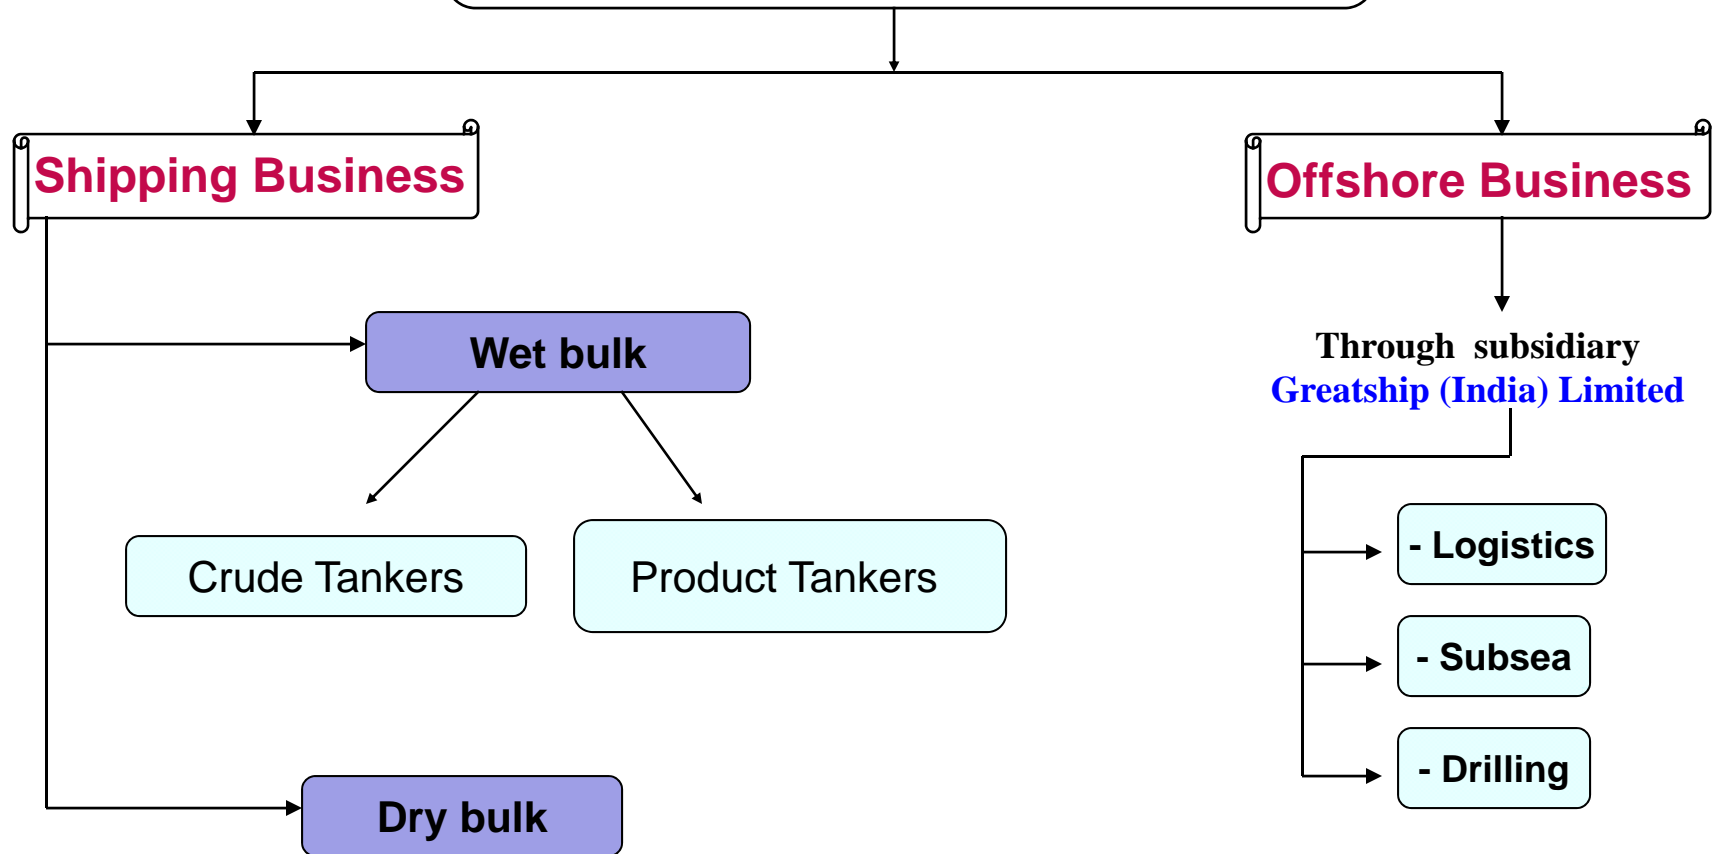 Shipping Business
Offshore Business
Wet bulk
Through subsidiary
Greatship (India) Limited
Crude Tankers
Product Tankers
- Logistics
- Subsea
- Drilling
Dry bulk